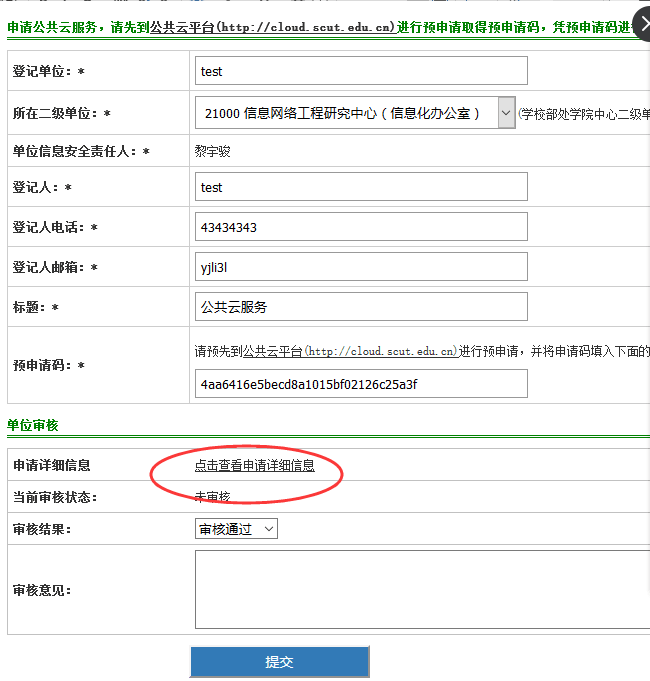 申请公共云服务，请先到公共云平台(http://cloud.scut.edu.cn)进行预申请取得预申请码，凭预申请码进
登记单位：* test
所在二级单位：* 21000 信息网络工程研究中心（信息化办公室） (学校部处学院中心二级单
单位信息安全责任人：* 黎宇骏
登记人：* test
登记人电话：* 43434343
登记人邮箱：* yjli3l
标题：* 公共云服务
请预先到公共云平台(http://cloud.scut.edu.cn)进行预申请，并将申请码填入下面的
预申请码：* 4aa6416e5becd8a1015bf02126c25a3f
单位审核
申请详细信息 点击查看申请详细信息
当前审核状态： 未审核
审核结果： 审核通过
审核意见：
提交